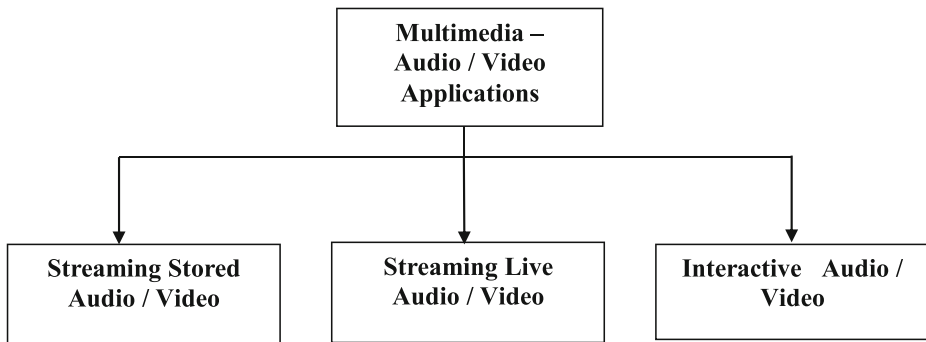 Multimedia –
Audio / Video
Applications
Streaming Stored
Audio / Video
Streaming Live
Audio / Video
Interactive Audio /
Video